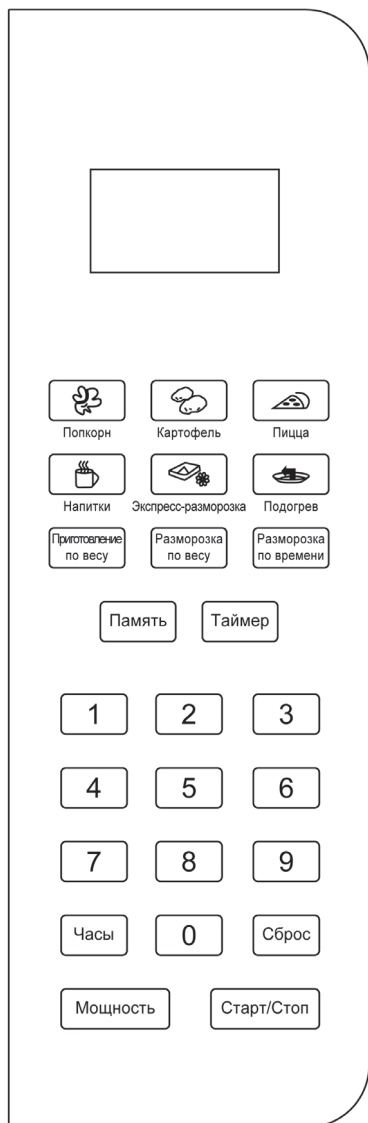 Попкорн Картофель Пицца
Напитки Экспресс-разморозка Подогрев
Приготовление по весу
Разморозка по весу
Разморозка по времени
Память Таймер
1 2 3
4 5 6
7 8 9
Часы 0 Сброс
Мощность Старт/Стоп